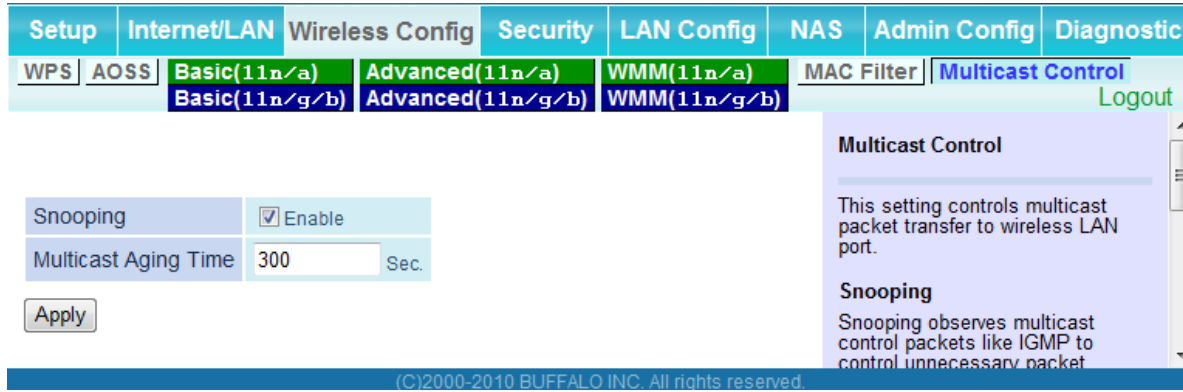 Setup Internet/LAN Wireless Config Security LAN Config NAS Admin Config Diagnostic
WPS AOSS Basic(11n/a) Advanced(11n/a) WMM(11n/a) MAC Filter Multicast Control
Basic(11n/g/b) Advanced(11n/g/b) WMM(11n/g/b)
Logout
Snooping Enable
Multicast Aging Time 300 Sec.
Apply
Multicast Control
This setting controls multicast
packet transfer to wireless LAN
port.
Snooping
Snooping observes multicast
control packets like IGMP to
control unnecessary packet
(C)2000-2010 BUFFALO INC. All rights reserved.